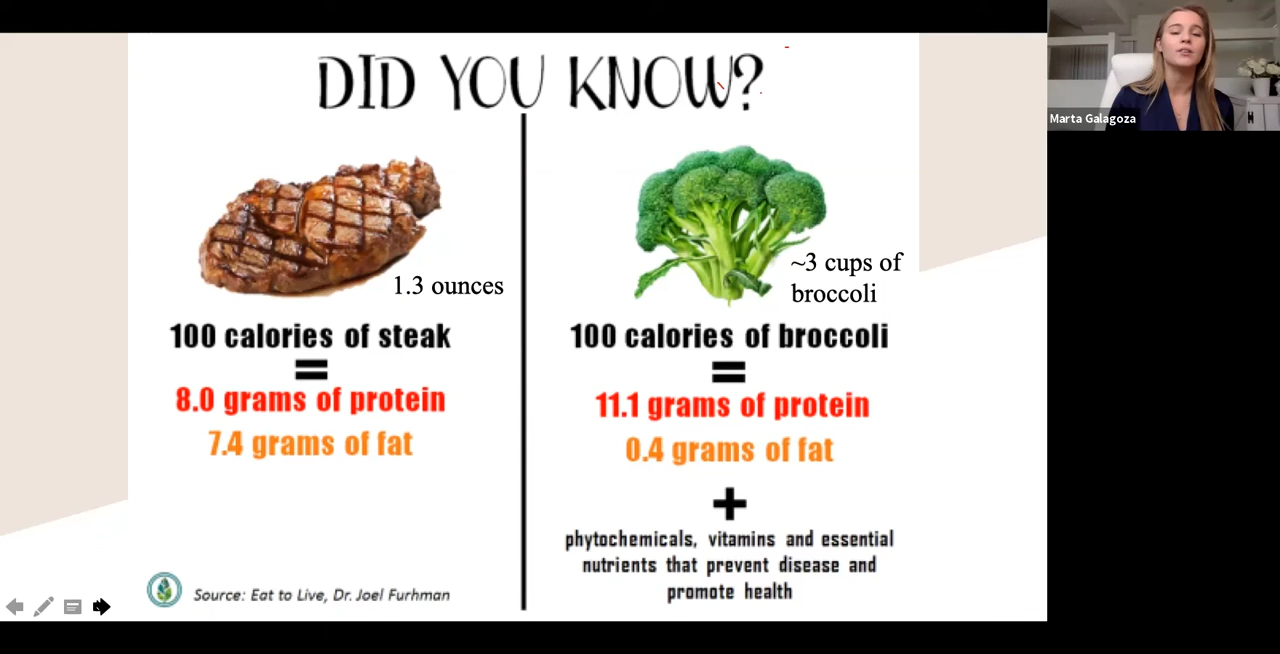 DID YOU KNOW?
Marta Galagoza
1.3 ounces
100 calories of steak
=
8.0 grams of protein
7.4 grams of fat
~3 cups of
broccoli
100 calories of broccoli
=
11.1 grams of protein
0.4 grams of fat
+
phytochemicals, vitamins and essential
nutrients that prevent disease and
promote health
Source: Eat to Live, Dr. Joel Furhman